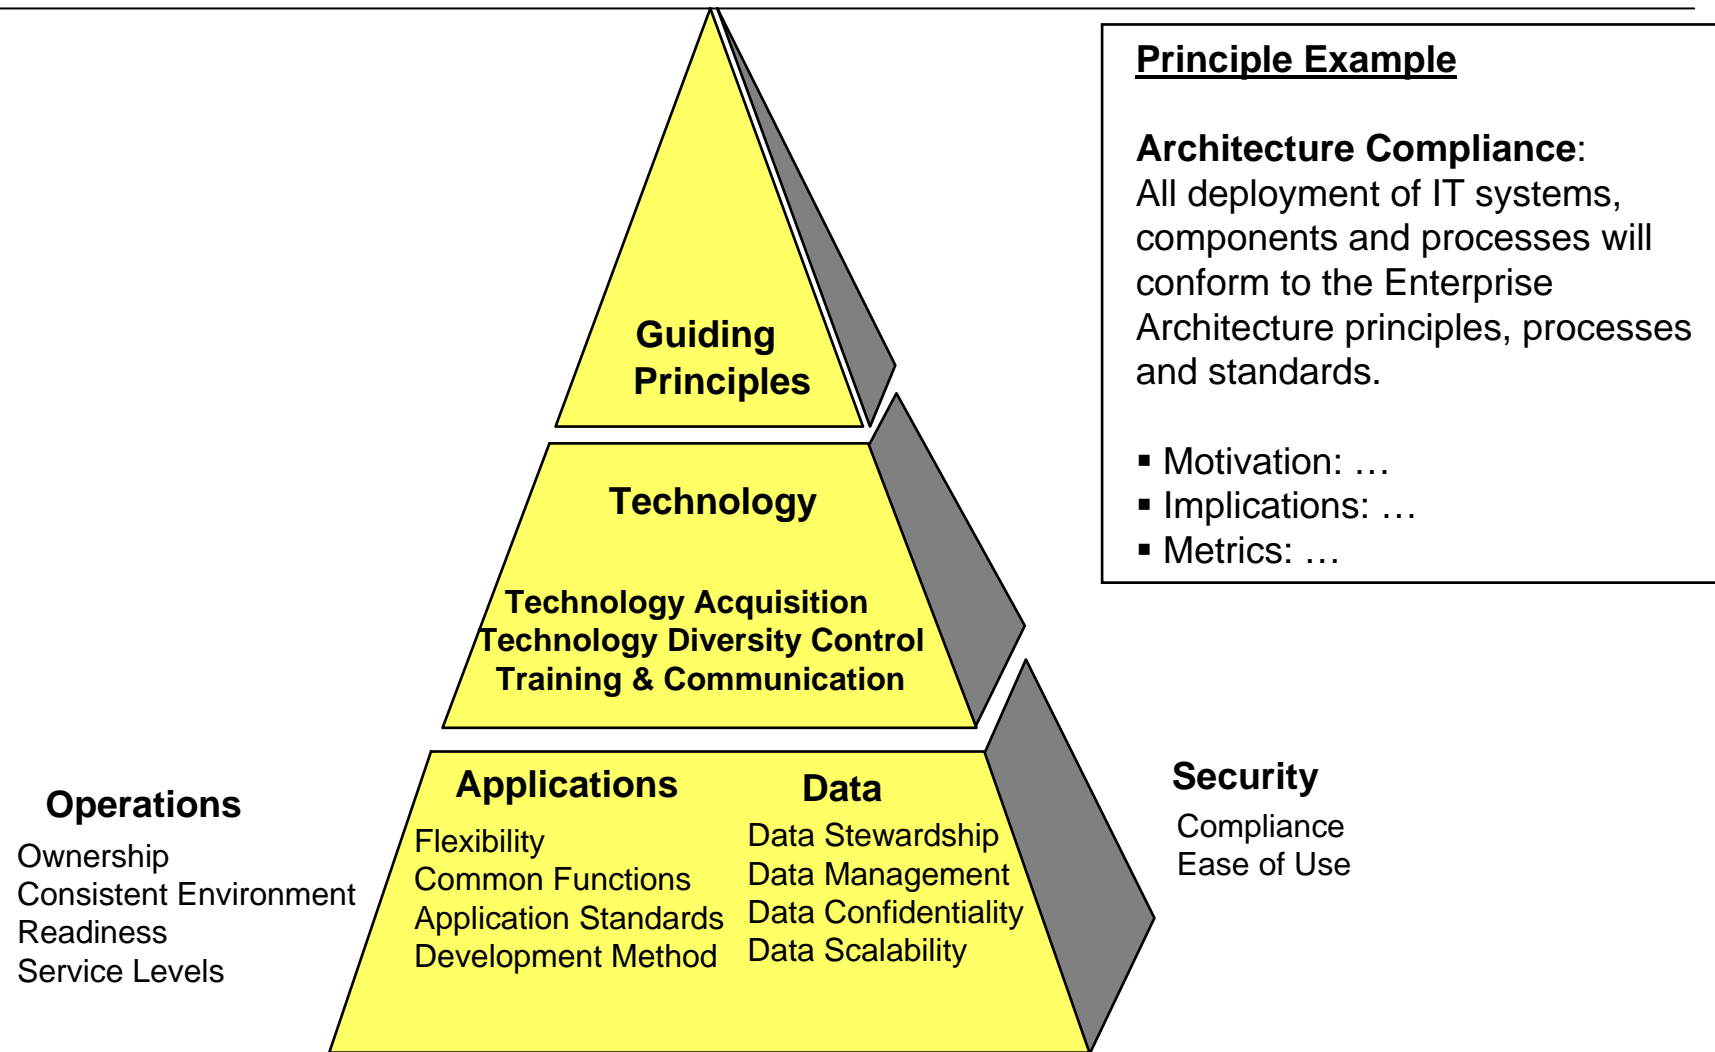 Guiding
Principles
Technology
Technology Acquisition
Technology Diversity Control
Training & Communication
Operations
Ownership
Consistent Environment
Readiness
Service Levels
Applications
Flexibility
Common Functions
Application Standards
Development Method
Data
Data Stewardship
Data Management
Data Confidentiality
Data Scalability
Security
Compliance
Ease of Use
Principle Example
Architecture Compliance:
All deployment of IT systems,
components and processes will
conform to the Enterprise
Architecture principles, processes
and standards.
▪ Motivation: …
▪ Implications: …
▪ Metrics: …